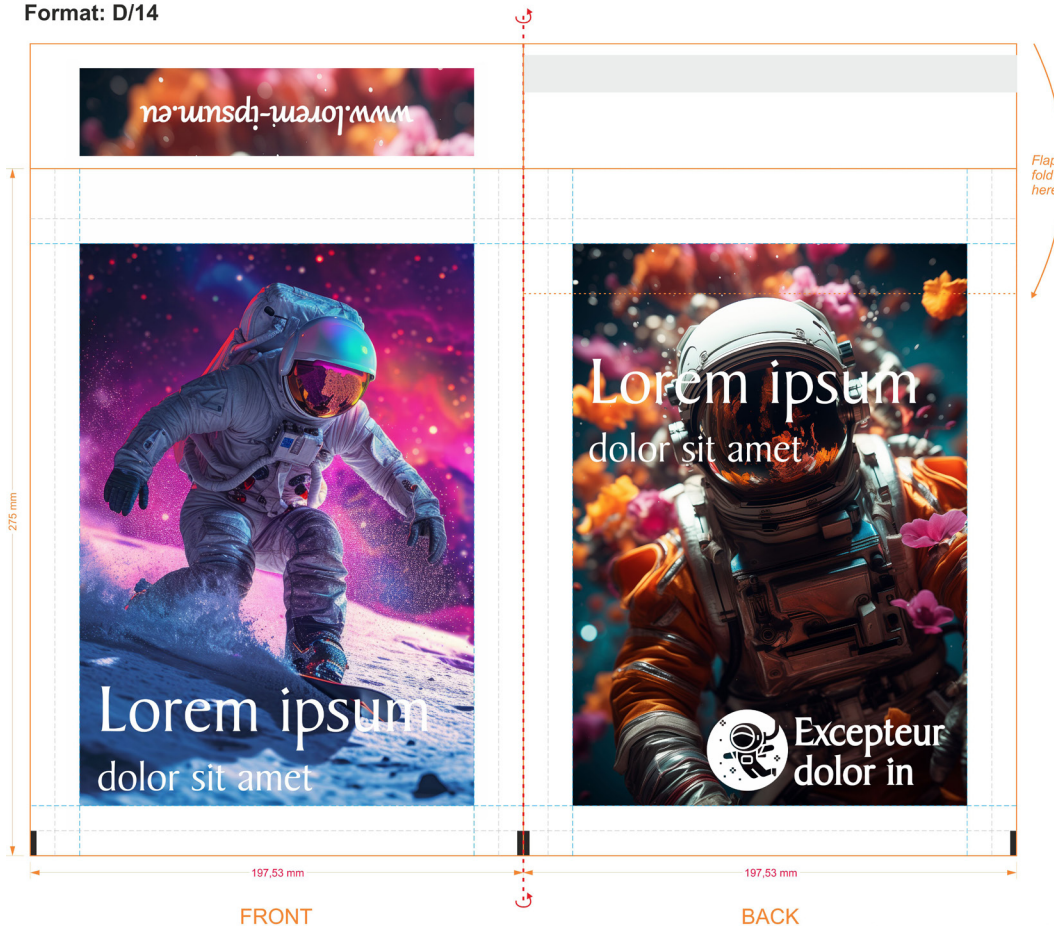 Format: D/14
www.lorem-ipsum.eu
Flap
fold
here
Lorem ipsum
dolor sit amet
275 mm
Lorem ipsum
dolor sit amet
Excepteur
dolor in
197,53 mm
197,53 mm
FRONT
BACK